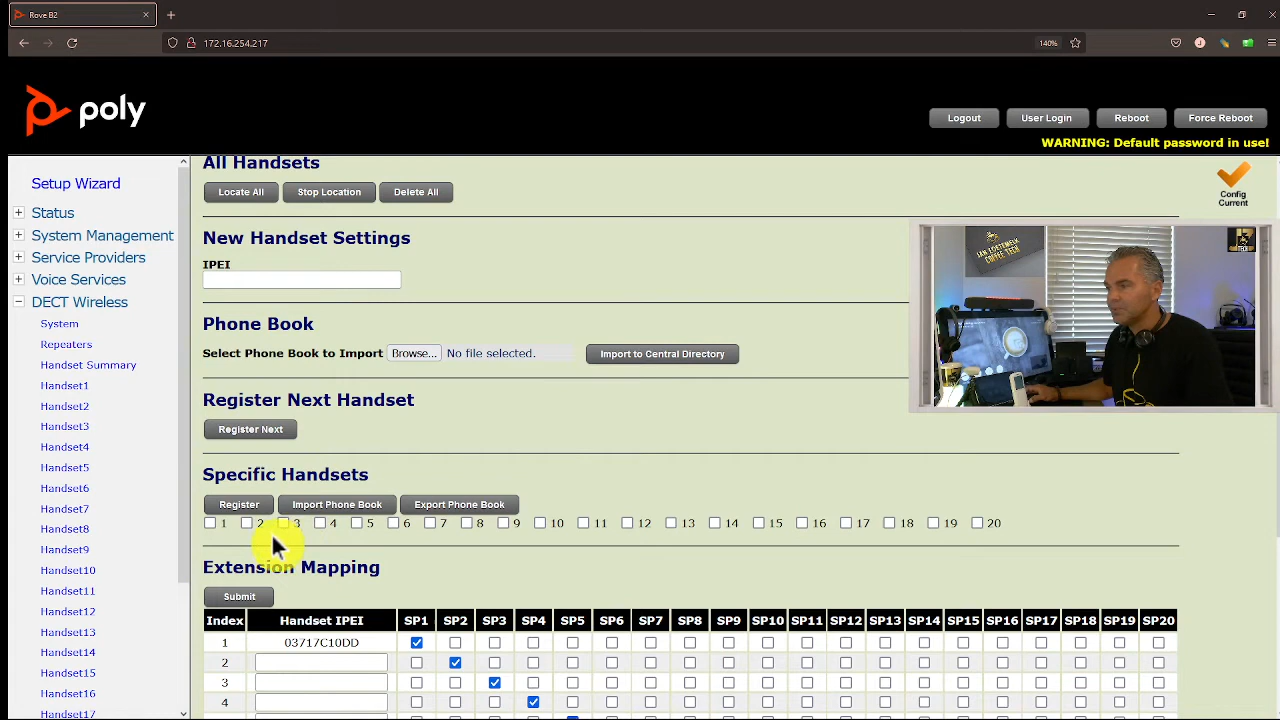 Rove B2
172.16.254.217
140%
poly
Logout User Login Reboot Force Reboot
WARNING: Default password in use!
Setup Wizard
Status
System Management
Service Providers
Voice Services
DECT Wireless
System
Repeaters
Handset Summary
Handset1
Handset2
Handset3
Handset4
Handset5
Handset6
Handset7
Handset8
Handset9
Handset10
Handset11
Handset12
Handset13
Handset14
Handset15
Handset16
Handset17
All Handsets
Locate All Stop Location Delete All
Config
Current
New Handset Settings
IPEI
Phone Book
Select Phone Book to Import Browse... No file selected. Import to Central Directory
Register Next Handset
Register Next
Specific Handsets
Register Import Phone Book Export Phone Book
1 2 3 4 5 6 7 8 9 10 11 12 13 14 15 16 17 18 19 20
Extension Mapping
Submit
Index Handset IPEI SP1 SP2 SP3 SP4 SP5 SP6 SP7 SP8 SP9 SP10 SP11 SP12 SP13 SP14 SP15 SP16 SP17 SP18 SP19 SP20
1 03717C10DD
2
3
4